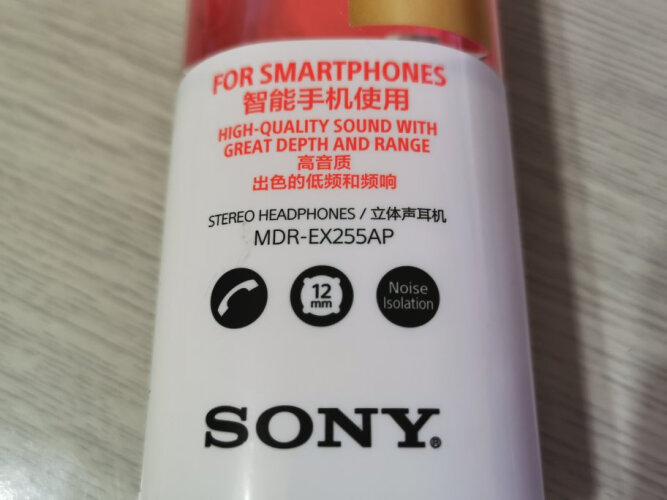 FOR SMARTPHONES
智能手机使用
HIGH-QUALITY SOUND WITH
GREAT DEPTH AND RANGE
高音质
出色的低频和频响
STEREO HEADPHONES / 立体声耳机
MDR-EX255AP
12
mm
Noise
Isolation
SONY®